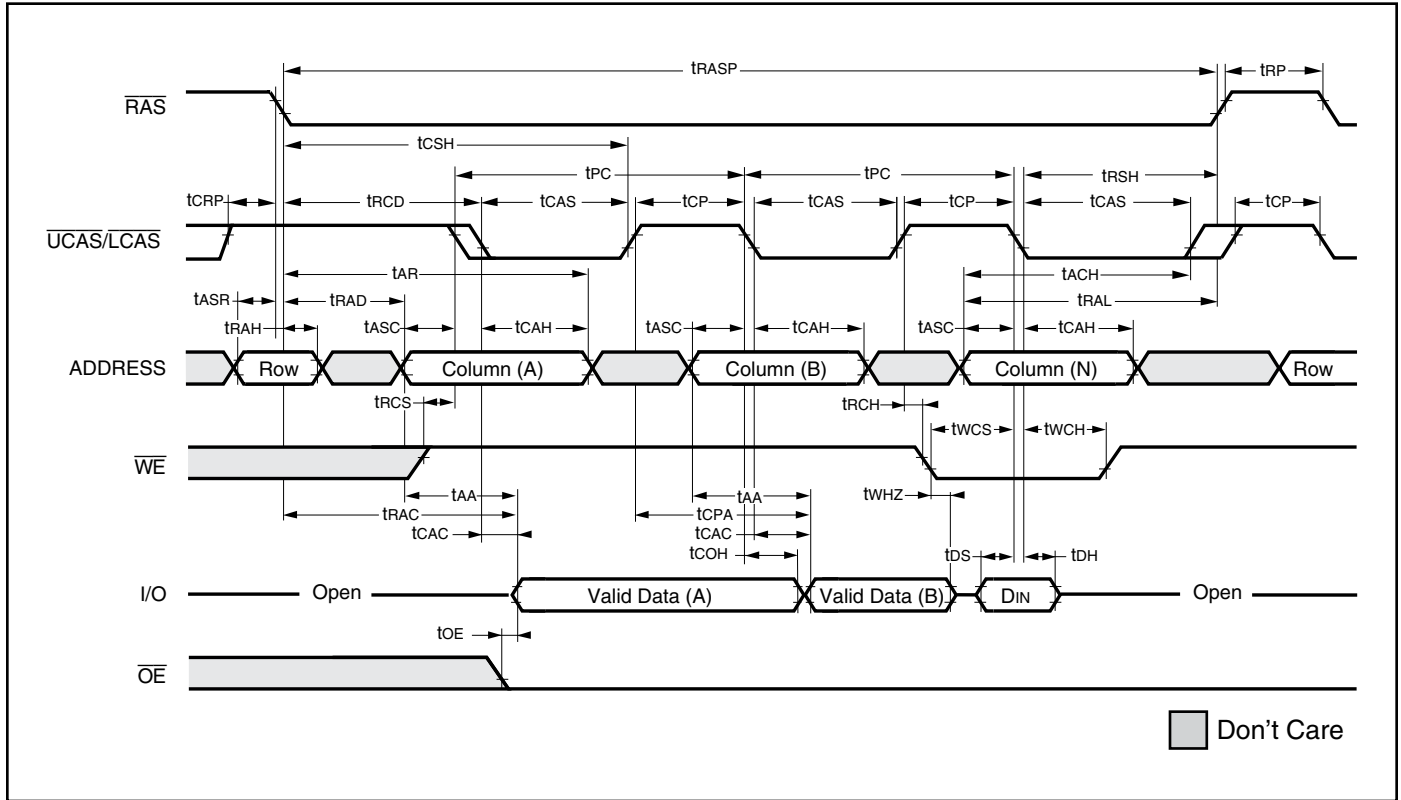 tRASP tRP
RAS
tCSH
tPC tPC tRSH
tCRP tRCD tCAS tCP tCAS tCP tCAS tCP
UCAS/LCAS
tAR tACH
tASR tRAD tRAL
tRAH tASC tCAH tASC tCAH tASC tCAH
ADDRESS Row Column (A) Column (B) Column (N) Row
tRCS tRCH
tWCS tWCH
WE
tAA tAA tWHZ
tRAC tCPA
tCAC tCAC
tCOH tDS tDH
I/O Open Valid Data (A) Valid Data (B) DIN Open
tOE
OE
Don't Care